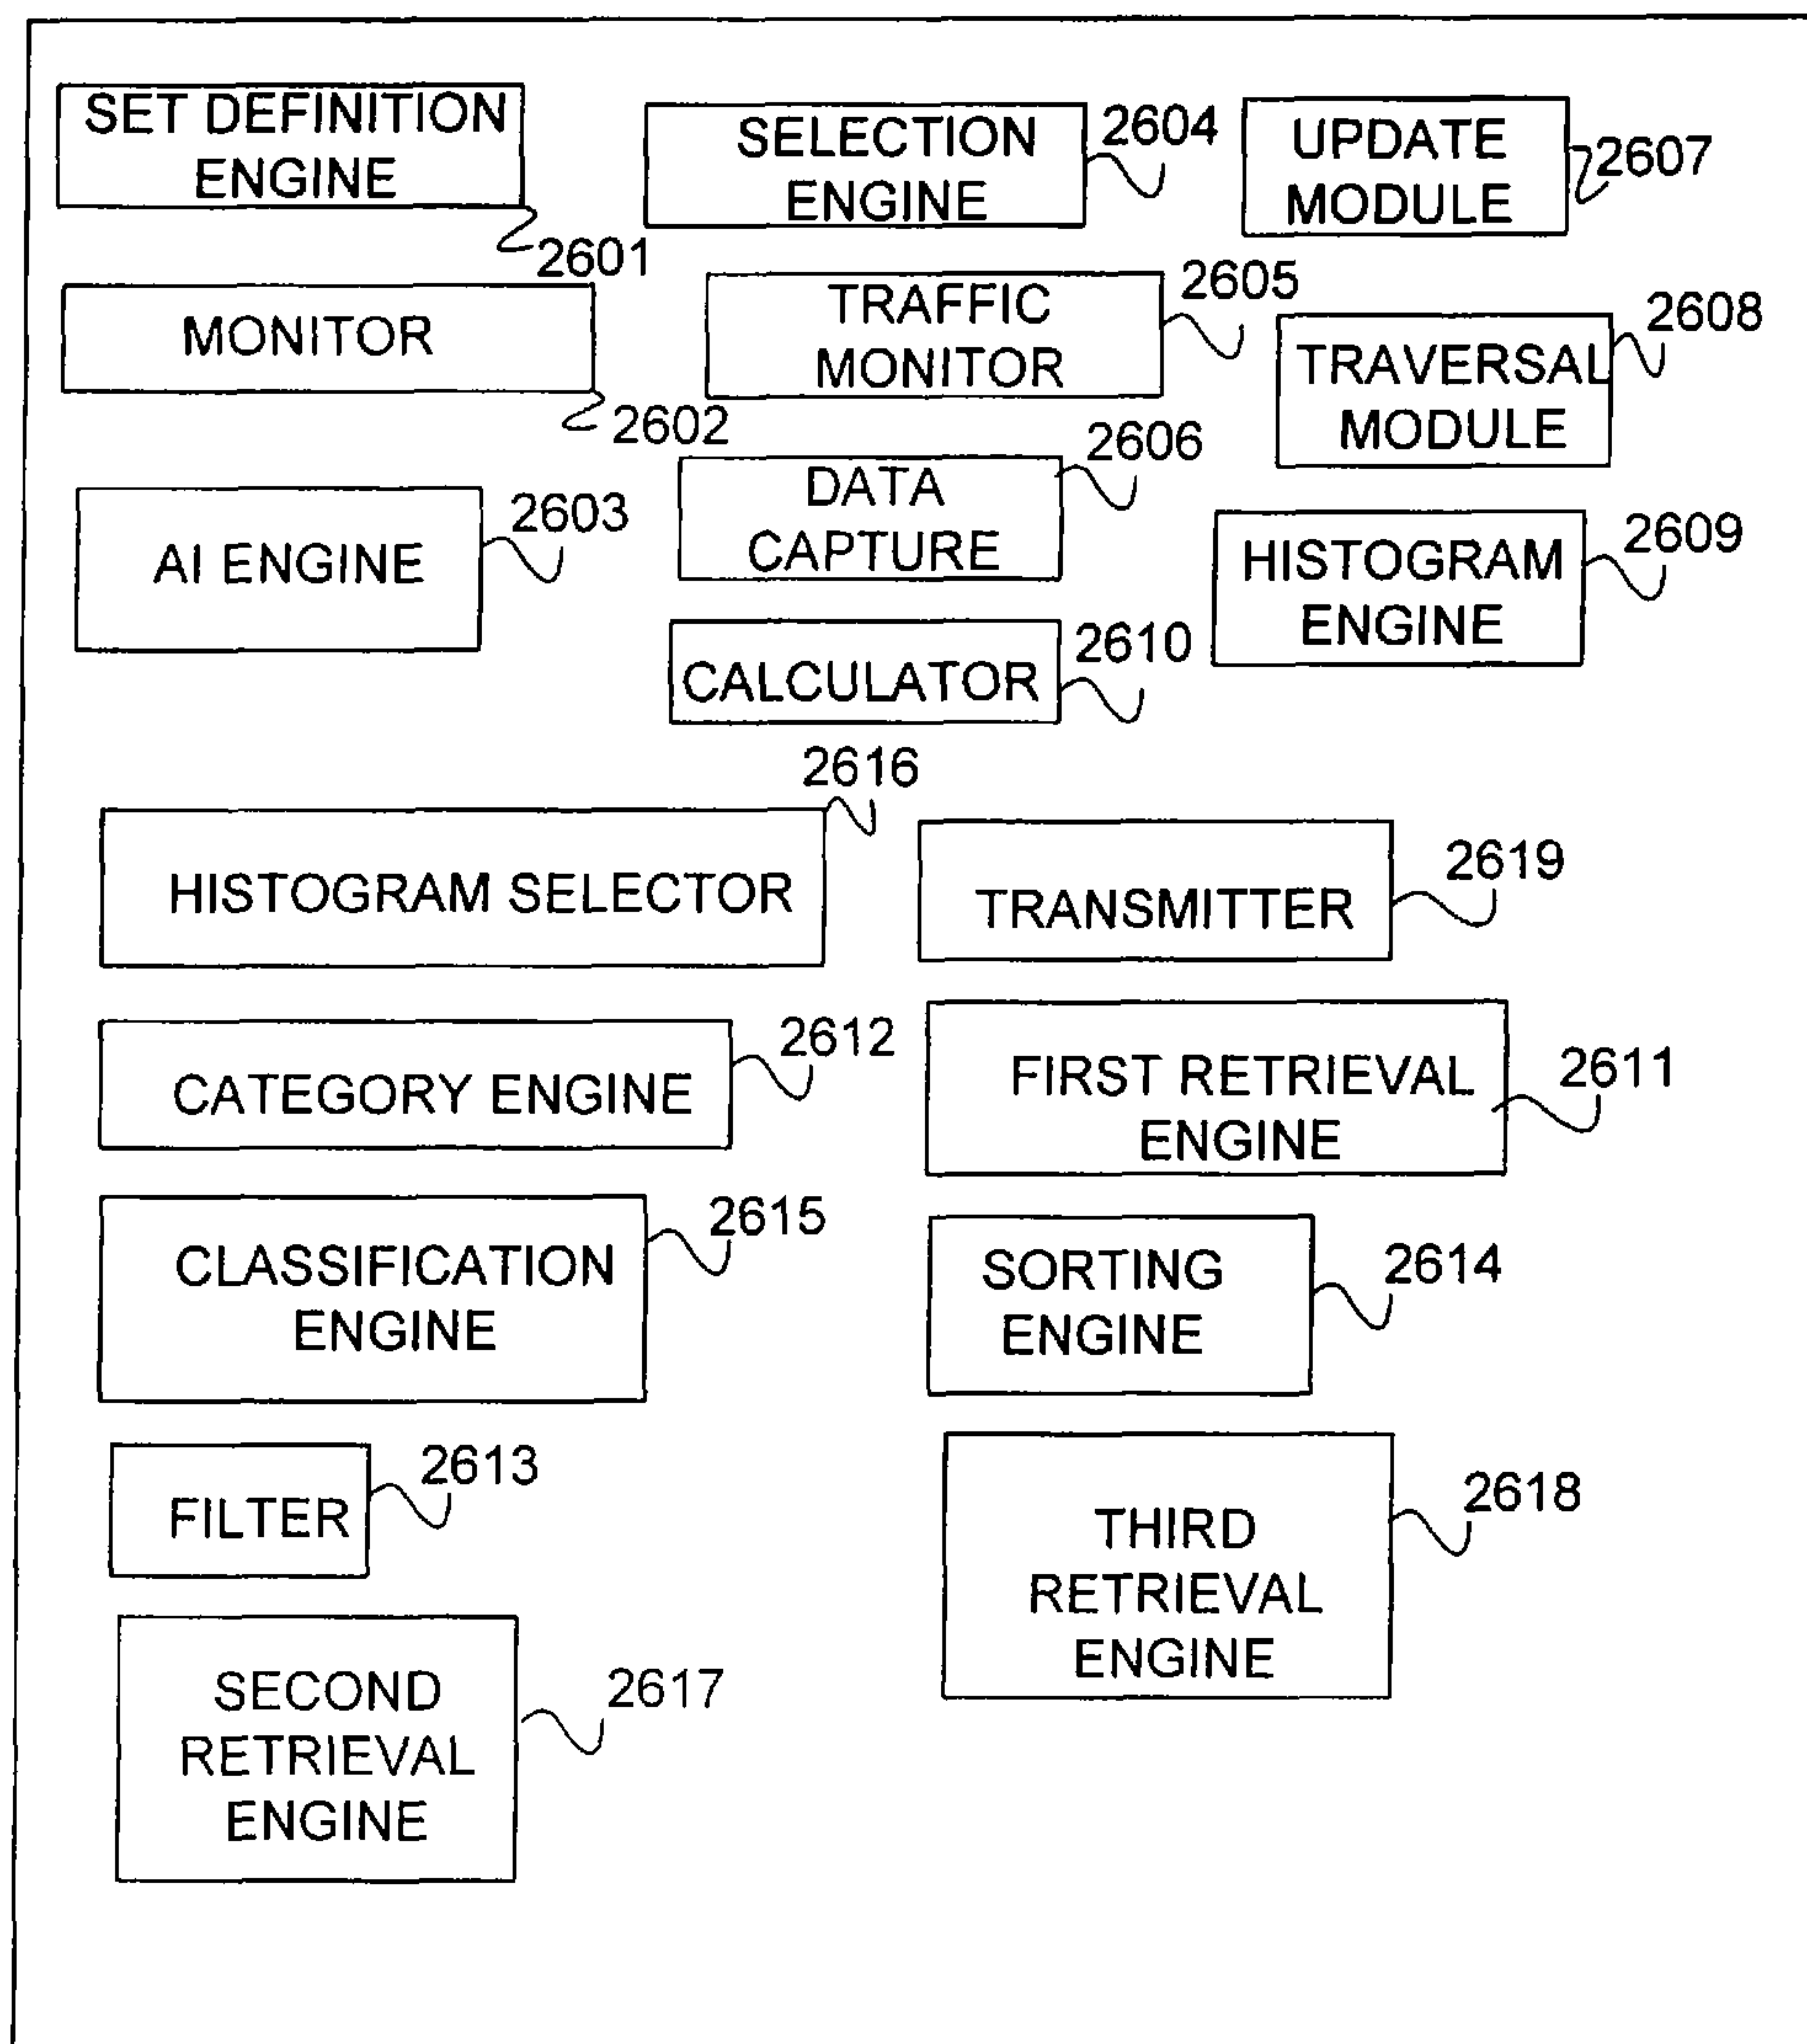 SET DEFINITION
ENGINE
2601
SELECTION
ENGINE
2604
UPDATE
MODULE
2607
MONITOR
2602
TRAFFIC
MONITOR
2605
TRAVERSAL
MODULE
2608
AI ENGINE
2603
DATA
CAPTURE
2606
HISTOGRAM
ENGINE
2609
CALCULATOR
2610
HISTOGRAM SELECTOR
2616
TRANSMITTER
2619
CATEGORY ENGINE
2612
FIRST RETRIEVAL
ENGINE
2611
CLASSIFICATION
ENGINE
2615
SORTING
ENGINE
2614
FILTER
2613
THIRD
RETRIEVAL
ENGINE
2618
SECOND
RETRIEVAL
ENGINE
2617